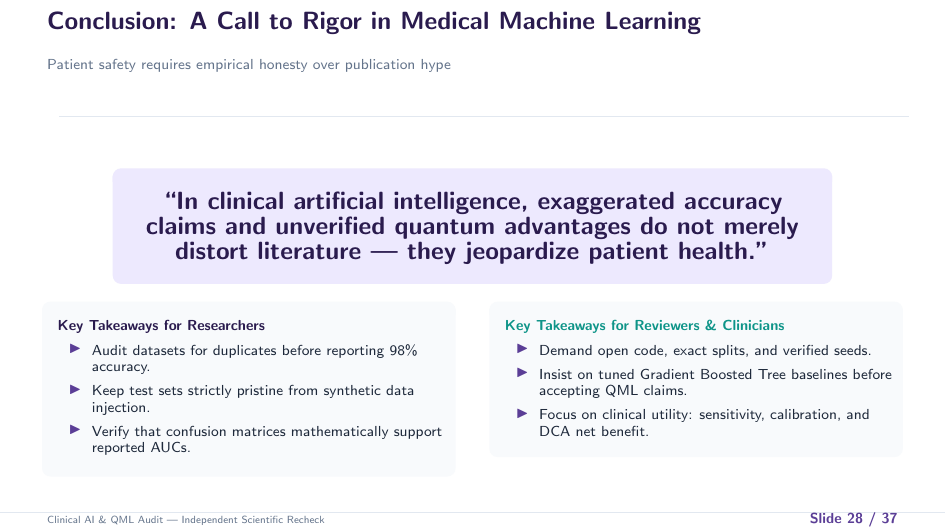 Conclusion: A Call to Rigor in Medical Machine Learning
Patient safety requires empirical honesty over publication hype
“In clinical artificial intelligence, exaggerated accuracy
claims and unverified quantum advantages do not merely
distort literature — they jeopardize patient health.”
Key Takeaways for Researchers
Audit datasets for duplicates before reporting 98%
accuracy.
Keep test sets strictly pristine from synthetic data
injection.
Verify that confusion matrices mathematically support
reported AUCs.
Key Takeaways for Reviewers & Clinicians
Demand open code, exact splits, and verified seeds.
Insist on tuned Gradient Boosted Tree baselines before
accepting QML claims.
Focus on clinical utility: sensitivity, calibration, and
DCA net benefit.
Clinical AI & QML Audit — Independent Scientific Recheck
Slide 28 / 37